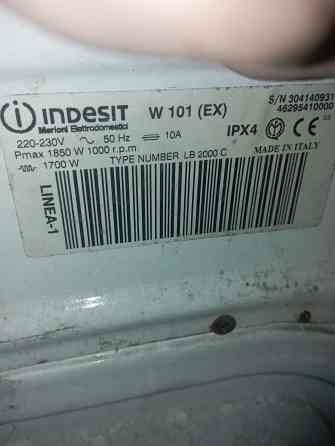 indesit W 101 (EX) S/N 304140931
Merloni Elettrodomestici 46295410000
220-230V ~ 50 Hz 10A IPX4
Pmax 1850 W 1000 r.p.m MADE IN ITALY
1700 W TYPE NUMBER LB 2000 C
LINEA-1